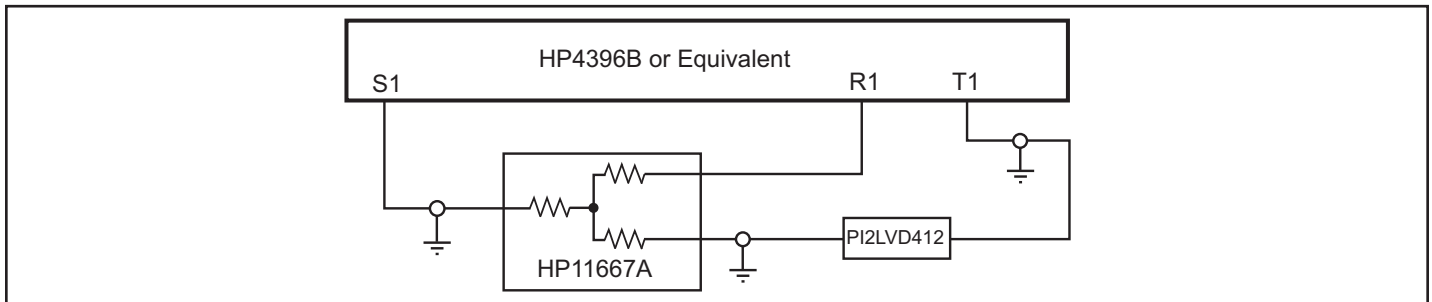 HP4396B or Equivalent
S1
R1
T1
PI2LVD412
HP11667A